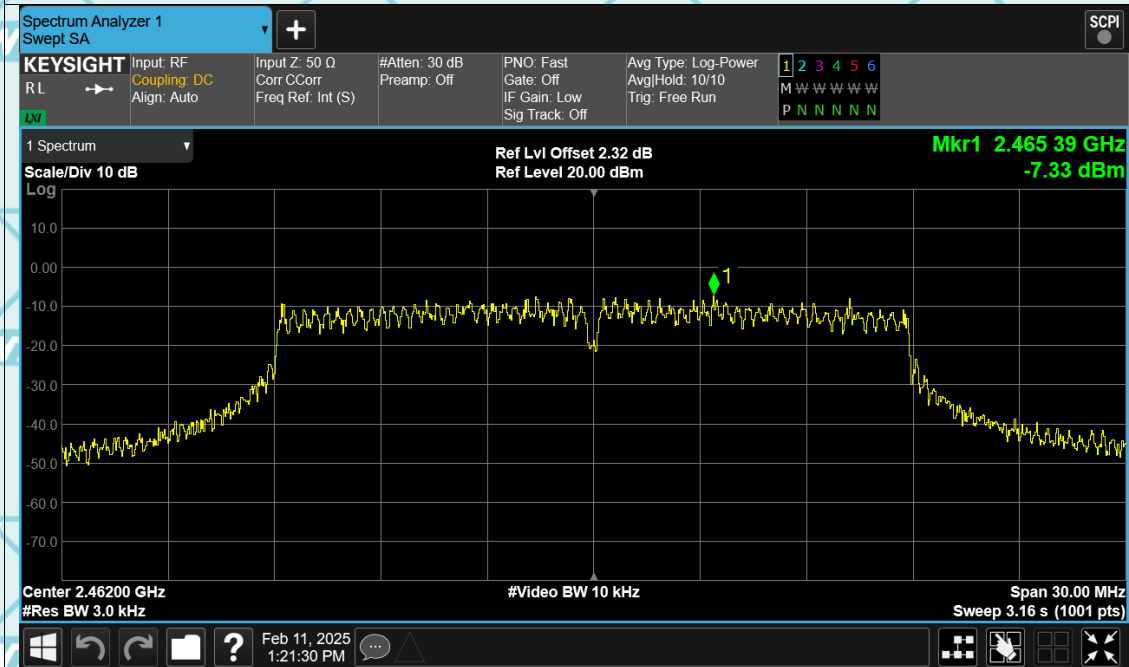 Spectrum Analyzer 1
Swept SA
+
SCPI
KEYSIGHT
RL
LXI
Input: RF
Coupling: DC
Align: Auto
Input Z: 50 Ω
Corr CCorr
Freq Ref: Int (S)
#Atten: 30 dB
Preamp: Off
PNO: Fast
Gate: Off
IF Gain: Low
Sig Track: Off
Avg Type: Log-Power
Avg|Hold: 10/10
Trig: Free Run
1 2 3 4 5 6
M W W W W W
P N N N N N
1 Spectrum
Scale/Div 10 dB
Log
Ref Lvl Offset 2.32 dB
Ref Level 20.00 dBm
Mkr1 2.465 39 GHz
-7.33 dBm
10.0
0.00
-10.0
-20.0
-30.0
-40.0
-50.0
-60.0
-70.0
1
Center 2.46200 GHz
#Res BW 3.0 kHz
#Video BW 10 kHz
Span 30.00 MHz
Sweep 3.16 s (1001 pts)
?
Feb 11, 2025
1:21:30 PM